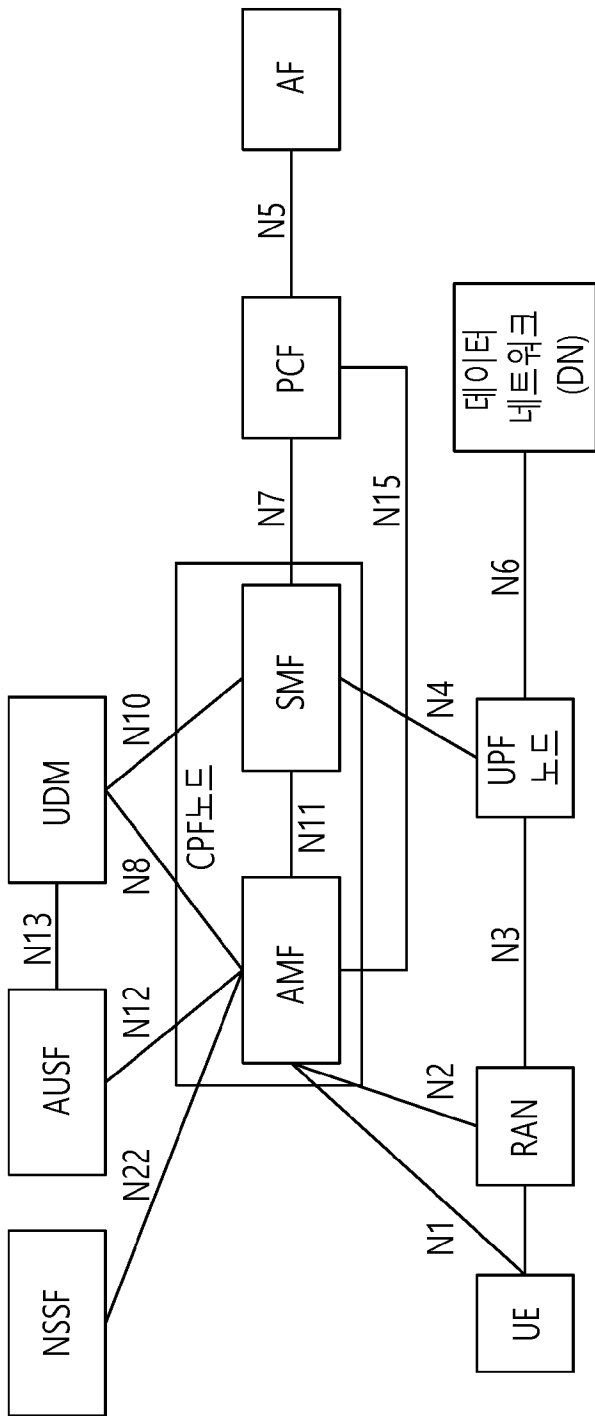 NSSF
AUSF
N13
UDM
N22
N12
N8
N10
CPF노드
AMF
N11
SMF
N7
PCF
N5
AF
N15
N1
N2
N4
UE
RAN
N3
UPF
노드
N6
데이터
네트워크
(DN)